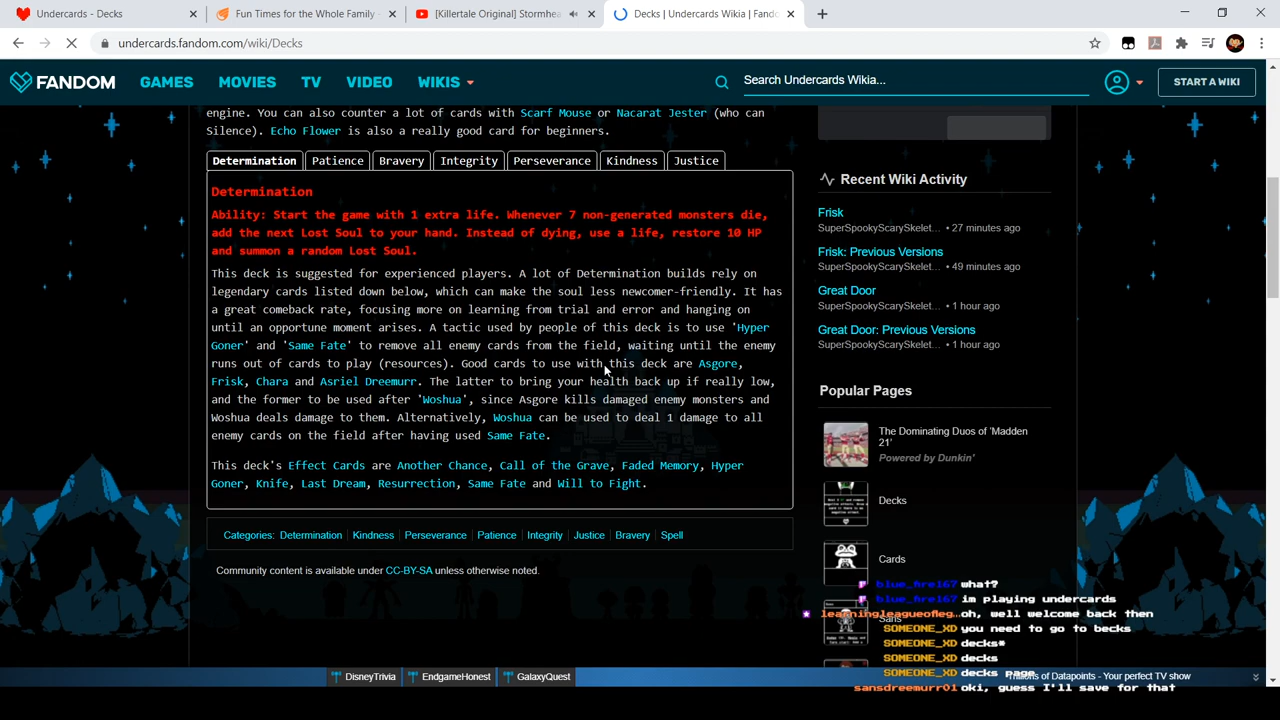 Undercards - Decks
Fun Times for the Whole Family -
[Killertale Original] Stormhea
Decks | Undercards Wikia | Fando
undercards.fandom.com/wiki/Decks
FANDOM GAMES MOVIES TV VIDEO WIKIS
Search Undercards Wikia...
START A WIKI
engine. You can also counter a lot of cards with Scarf Mouse or Nacarat Jester (who can
Silence). Echo Flower is also a really good card for beginners.
Determination Patience Bravery Integrity Perseverance Kindness Justice
Determination
Ability: Start the game with 1 extra life. Whenever 7 non-generated monsters die,
add the next Lost Soul to your hand. Instead of dying, use a life, restore 10 HP
and summon a random Lost Soul.
This deck is suggested for experienced players. A lot of Determination builds rely on
legendary cards listed down below, which can make the soul less newcomer-friendly. It has
a great comeback rate, focusing more on learning from trial and error and hanging on
until an opportune moment arises. A tactic used by people of this deck is to use 'Hyper
Goner' and 'Same Fate' to remove all enemy cards from the field, waiting until the enemy
runs out of cards to play (resources). Good cards to use with this deck are Asgore,
Frisk, Chara and Asriel Dreemurr. The latter to bring your health back up if really low,
and the former to be used after 'Woshua', since Asgore kills damaged enemy monsters and
Woshua deals damage to them. Alternatively, Woshua can be used to deal 1 damage to all
enemy cards on the field after having used Same Fate.
This deck's Effect Cards are Another Chance, Call of the Grave, Faded Memory, Hyper
Goner, Knife, Last Dream, Resurrection, Same Fate and Will to Fight.
Categories: Determination Kindness Perseverance Patience Integrity Justice Bravery Spell
Community content is available under CC-BY-SA unless otherwise noted.
Recent Wiki Activity
Frisk
SuperSpookyScarySkelet... • 27 minutes ago
Frisk: Previous Versions
SuperSpookyScarySkelet... • 49 minutes ago
Great Door
SuperSpookyScarySkelet... • 1 hour ago
Great Door: Previous Versions
SuperSpookyScarySkelet... • 1 hour ago
Popular Pages
The Dominating Duos of 'Madden
21'
Powered by Dunkin'
Decks
Cards
Sans
blue_fire167 what?
blue_fire167 im playing undercards
learningleagueofleg... oh, well welcome back then
SOMEONE_XD you need to go to becks
SOMEONE_XD decks*
SOMEONE_XD decks
SOMEONE_XD decks page
sansdreemurr01 oki, guess I'll save for that
DisneyTrivia EndgameHonest GalaxyQuest
Trillions of Datapoints - Your perfect TV show